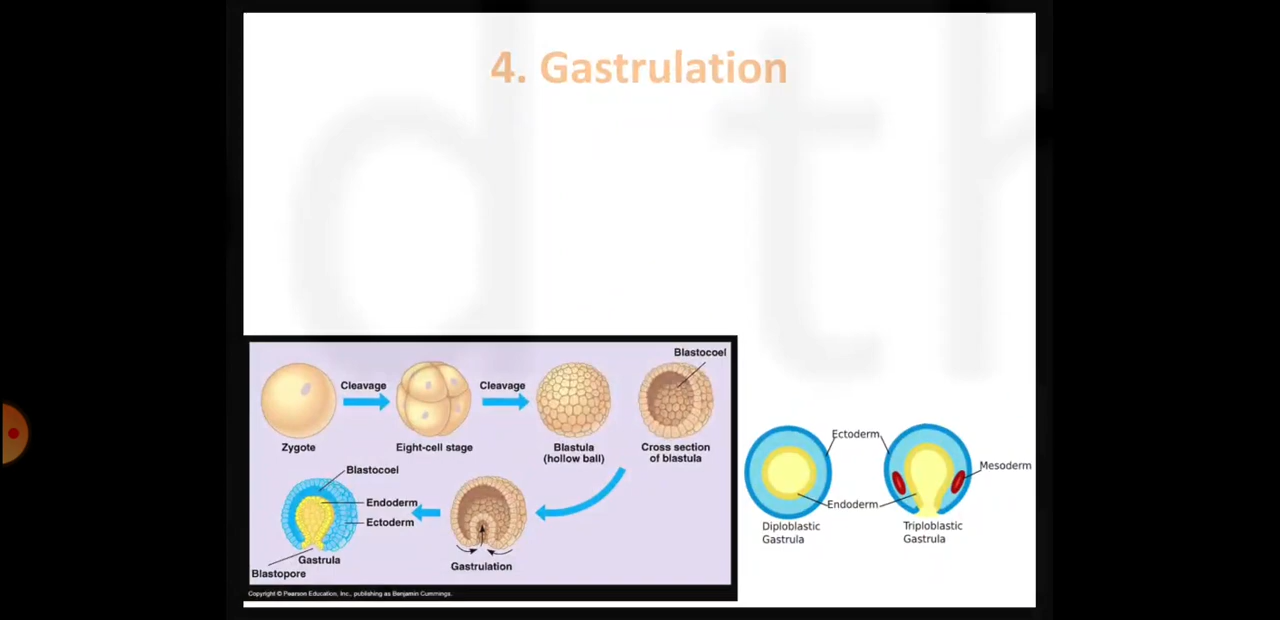 4. Gastrulation
Blastocoel
Cleavage
Cleavage
Zygote
Eight-cell stage
Blastula
(hollow ball)
Cross section
of blastula
Blastocoel
Endoderm
Ectoderm
Gastrula
Blastopore
Gastrulation
Copyright © Pearson Education, Inc., publishing as Benjamin Cummings.
Ectoderm
Mesoderm
Endoderm
Diploblastic
Gastrula
Triploblastic
Gastrula
d th